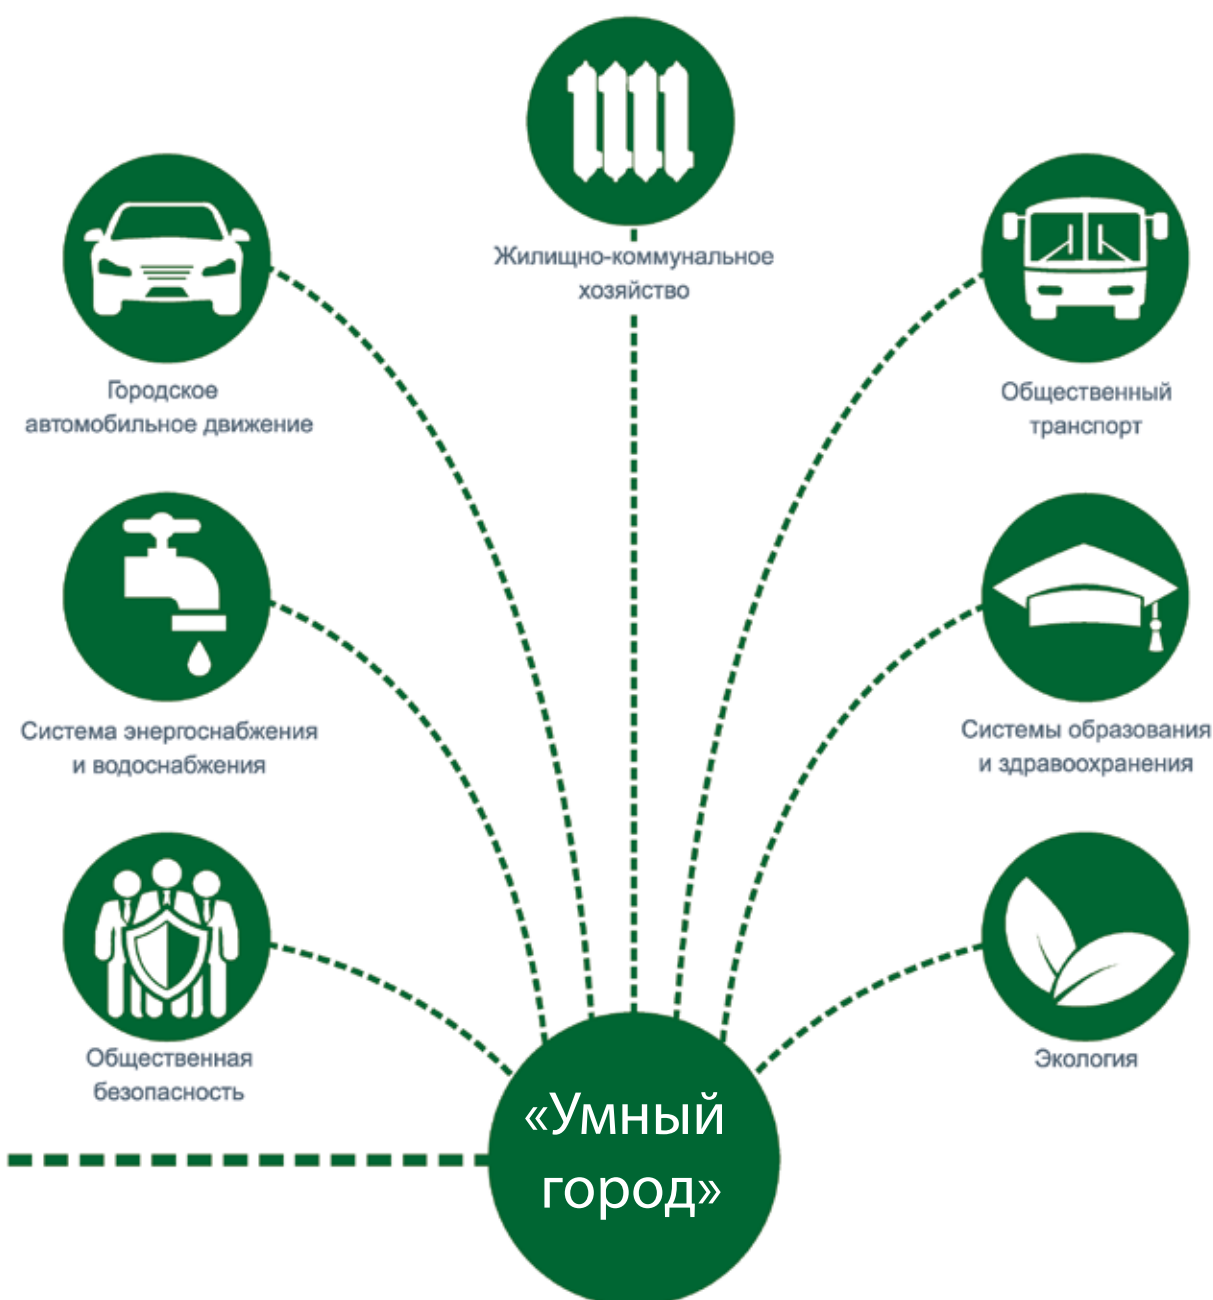 Жилищно-коммунальное
хозяйство
Городское
автомобильное движение
Общественный
транспорт
Система энергоснабжения
и водоснабжения
Системы образования
и здравоохранения
Общественная
безопасность
Экология
«Умный
город»